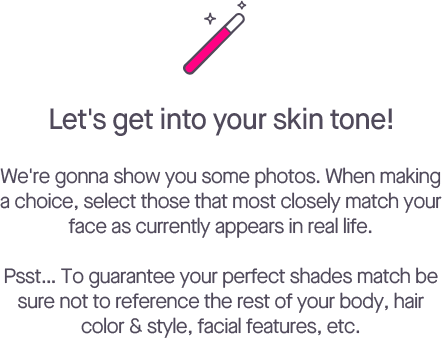 Let's get into your skin tone!
We're gonna show you some photos. When making
a choice, select those that most closely match your
face as currently appears in real life.
Psst... To guarantee your perfect shades match be
sure not to reference the rest of your body, hair
color & style, facial features, etc.